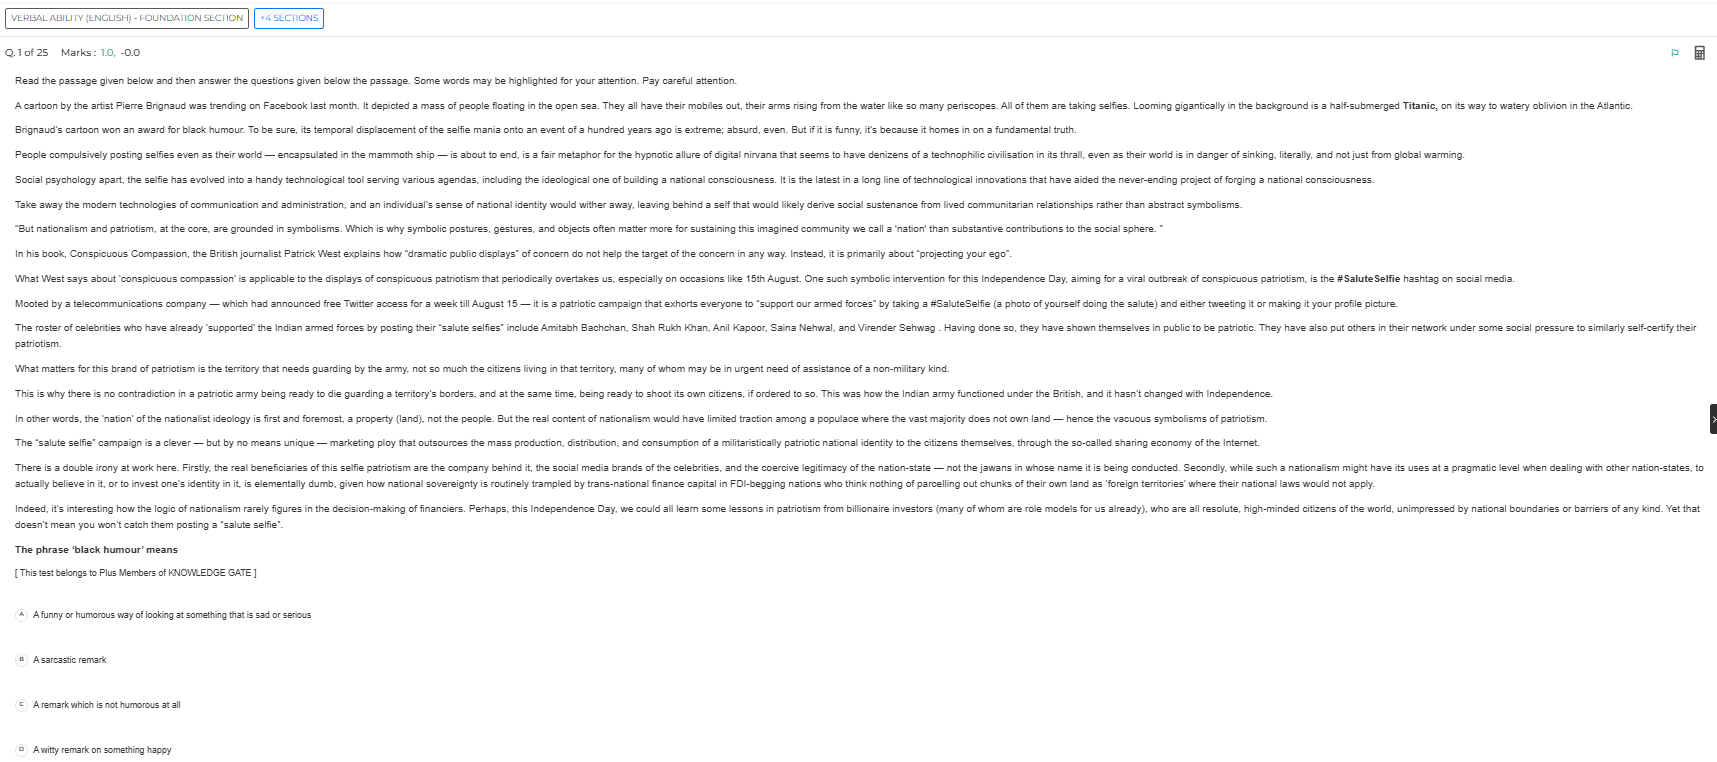 VERBAL ABILITY (ENGLISH) - FOUNDATION SECTION +4 SECTIONS
Q. 1 of 25 Marks : 1.0, -0.0
Read the passage given below and then answer the questions given below the passage. Some words may be highlighted for your attention. Pay careful attention.
A cartoon by the artist Pierre Brignaud was trending on Facebook last month. It depicted a mass of people floating in the open sea. They all have their mobiles out, their arms rising from the water like so many periscopes. All of them are taking selfies. Looming gigantically in the background is a half-submerged Titanic, on its way to watery oblivion in the Atlantic.
Brignaud's cartoon won an award for black humour. To be sure, its temporal displacement of the selfie mania onto an event of a hundred years ago is extreme; absurd, even. But if it is funny, it's because it homes in on a fundamental truth.
People compulsively posting selfies even as their world — encapsulated in the mammoth ship — is about to end, is a fair metaphor for the hypnotic allure of digital nirvana that seems to have denizens of a technophilic civilisation in its thrall, even as their world is in danger of sinking, literally, and not just from global warming.
Social psychology apart, the selfie has evolved into a handy technological tool serving various agendas, including the ideological one of building a national consciousness. It is the latest in a long line of technological innovations that have aided the never-ending project of forging a national consciousness.
Take away the modern technologies of communication and administration, and an individual's sense of national identity would wither away, leaving behind a self that would likely derive social sustenance from lived communitarian relationships rather than abstract symbolisms.
"But nationalism and patriotism, at the core, are grounded in symbolisms. Which is why symbolic postures, gestures, and objects often matter more for sustaining this imagined community we call a 'nation' than substantive contributions to the social sphere. "
In his book, Conspicuous Compassion, the British journalist Patrick West explains how "dramatic public displays" of concern do not help the target of the concern in any way. Instead, it is primarily about "projecting your ego".
What West says about 'conspicuous compassion' is applicable to the displays of conspicuous patriotism that periodically overtakes us, especially on occasions like 15th August. One such symbolic intervention for this Independence Day, aiming for a viral outbreak of conspicuous patriotism, is the #SaluteSelfie hashtag on social media.
Mooted by a telecommunications company — which had announced free Twitter access for a week till August 15 — it is a patriotic campaign that exhorts everyone to "support our armed forces" by taking a #SaluteSelfie (a photo of yourself doing the salute) and either tweeting it or making it your profile picture.
The roster of celebrities who have already 'supported' the Indian armed forces by posting their "salute selfies" include Amitabh Bachchan, Shah Rukh Khan, Anil Kapoor, Saina Nehwal, and Virender Sehwag . Having done so, they have shown themselves in public to be patriotic. They have also put others in their network under some social pressure to similarly self-certify their
patriotism.
What matters for this brand of patriotism is the territory that needs guarding by the army, not so much the citizens living in that territory, many of whom may be in urgent need of assistance of a non-military kind.
This is why there is no contradiction in a patriotic army being ready to die guarding a territory's borders, and at the same time, being ready to shoot its own citizens, if ordered to so. This was how the Indian army functioned under the British, and it hasn't changed with Independence.
In other words, the 'nation' of the nationalist ideology is first and foremost, a property (land), not the people. But the real content of nationalism would have limited traction among a populace where the vast majority does not own land — hence the vacuous symbolisms of patriotism.
The "salute selfie" campaign is a clever — but by no means unique — marketing ploy that outsources the mass production, distribution, and consumption of a militaristically patriotic national identity to the citizens themselves, through the so-called sharing economy of the Internet.
There is a double irony at work here. Firstly, the real beneficiaries of this selfie patriotism are the company behind it, the social media brands of the celebrities, and the coercive legitimacy of the nation-state — not the jawans in whose name it is being conducted. Secondly, while such a nationalism might have its uses at a pragmatic level when dealing with other nation-states, to
actually believe in it, or to invest one's identity in it, is elementally dumb, given how national sovereignty is routinely trampled by trans-national finance capital in FDI-begging nations who think nothing of parcelling out chunks of their own land as 'foreign territories' where their national laws would not apply.
Indeed, it's interesting how the logic of nationalism rarely figures in the decision-making of financiers. Perhaps, this Independence Day, we could all learn some lessons in patriotism from billionaire investors (many of whom are role models for us already), who are all resolute, high-minded citizens of the world, unimpressed by national boundaries or barriers of any kind. Yet that
doesn't mean you won't catch them posting a "salute selfie".
The phrase 'black humour' means
[ This test belongs to Plus Members of KNOWLEDGE GATE ]
A A funny or humorous way of looking at something that is sad or serious
B A sarcastic remark
C A remark which is not humorous at all
D A witty remark on something happy